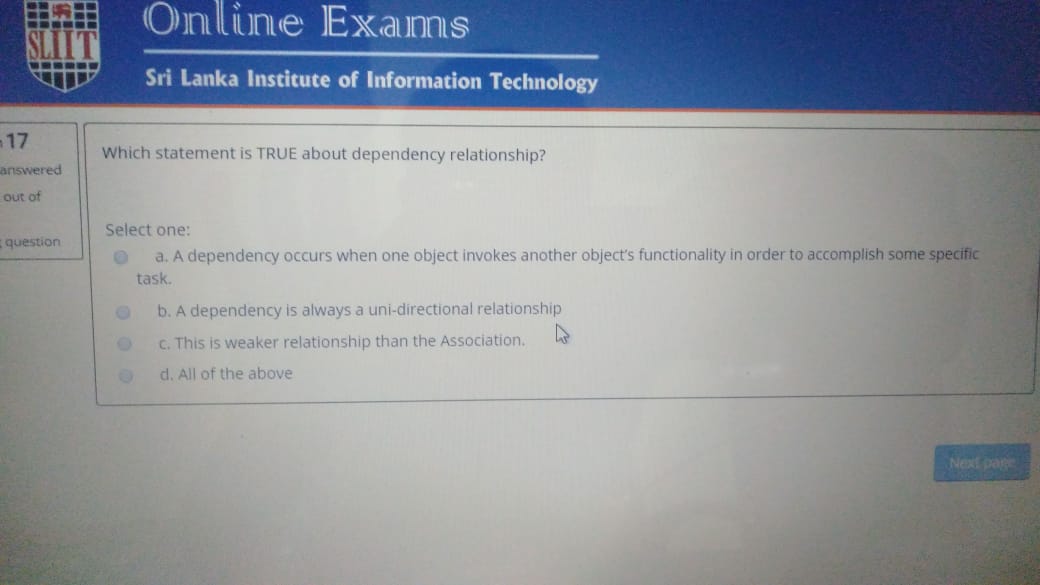 Online Exams
SLIIT
Sri Lanka Institute of Information Technology
17
answered
out of
question
Which statement is TRUE about dependency relationship?
Select one:
a. A dependency occurs when one object invokes another object's functionality in order to accomplish some specific
task.
b. A dependency is always a uni-directional relationship
c. This is weaker relationship than the Association.
d. All of the above
Next page